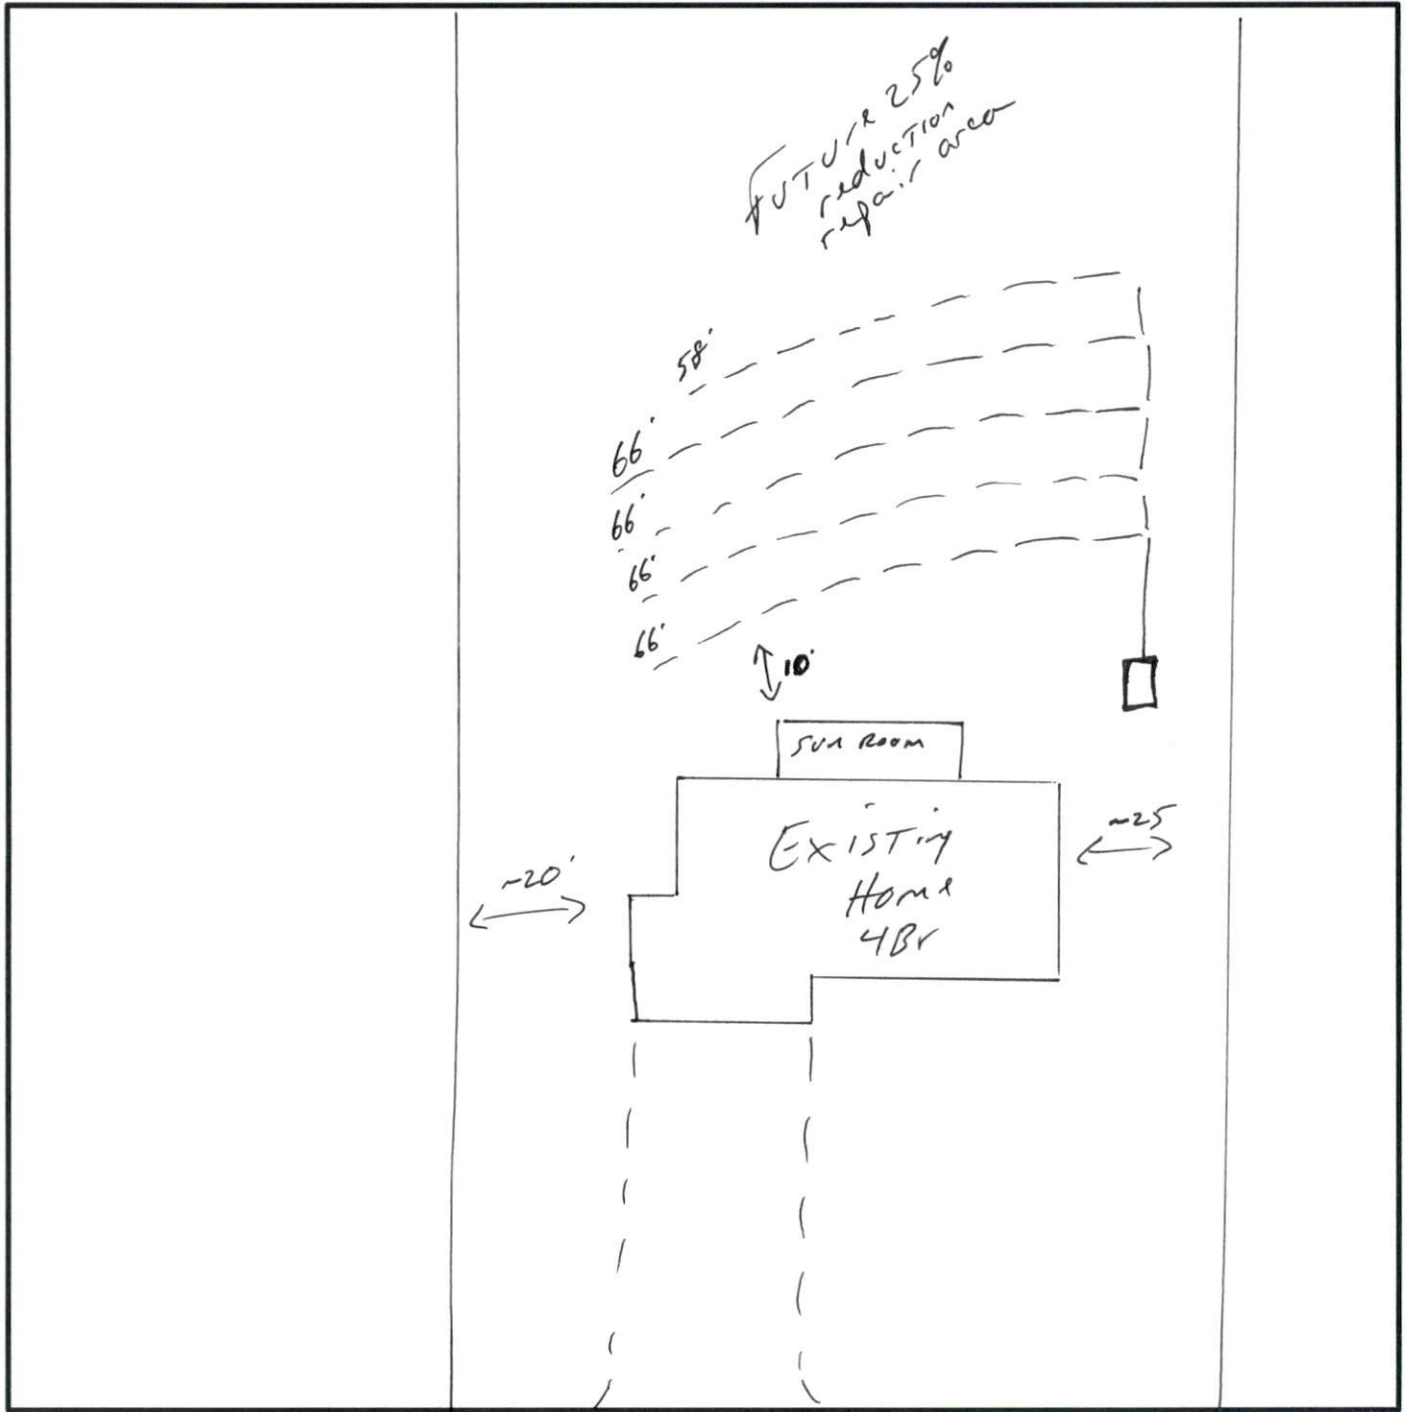 FUTURE 25%
reduction
repair area
58'
66'
66'
66'
66'
10'
SUN ROOM
~25
Existing
Home
4Br
~20'